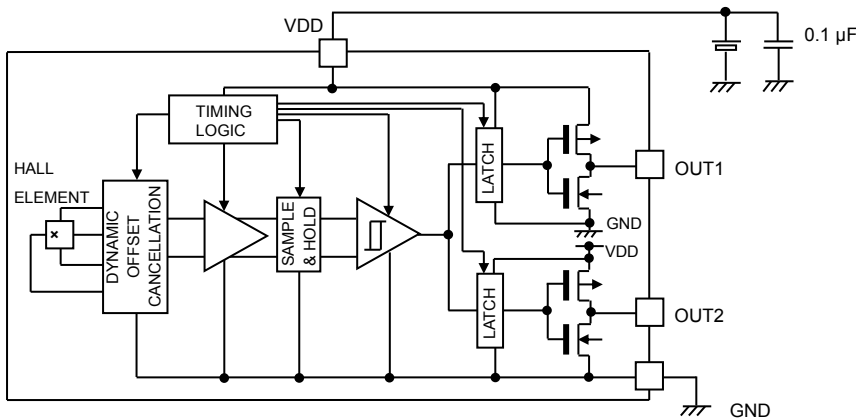 VDD
0.1 µF
TIMING
LOGIC
HALL
ELEMENT
×
DYNAMIC
OFFSET
CANCELLATION
SAMPLE
& HOLD
LATCH
OUT1
GND
VDD
LATCH
OUT2
GND